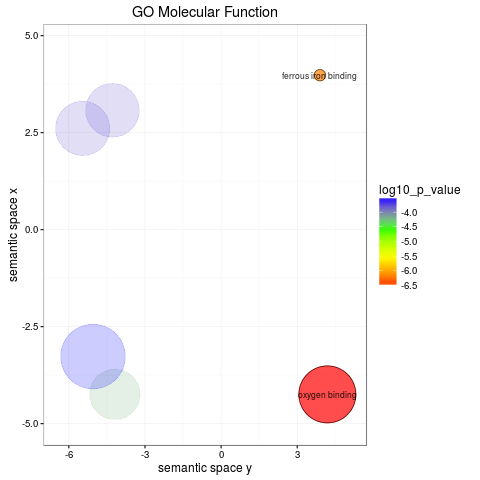 GO Molecular Function
5.0
2.5
0.0
-2.5
-5.0
semantic space x
-6
-3
0
3
semantic space y
ferrous iron binding
oxygen binding
log10_p_value
-4.0
-4.5
-5.0
-5.5
-6.0
-6.5